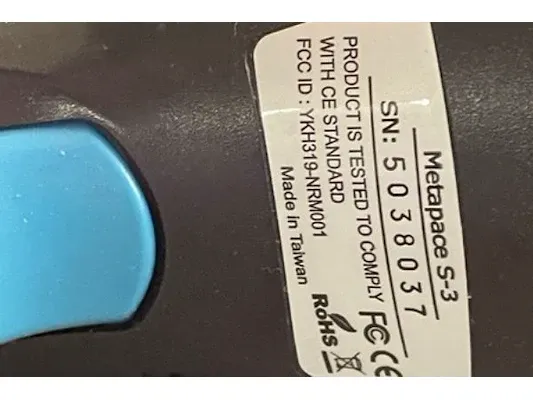 Metapace S-3
SN: 5038037
PRODUCT IS TESTED TO COMPLY
WITH CE STANDARD
FCC ID : YKH319-NRM001
Made in Taiwan
FC CE
RoHS